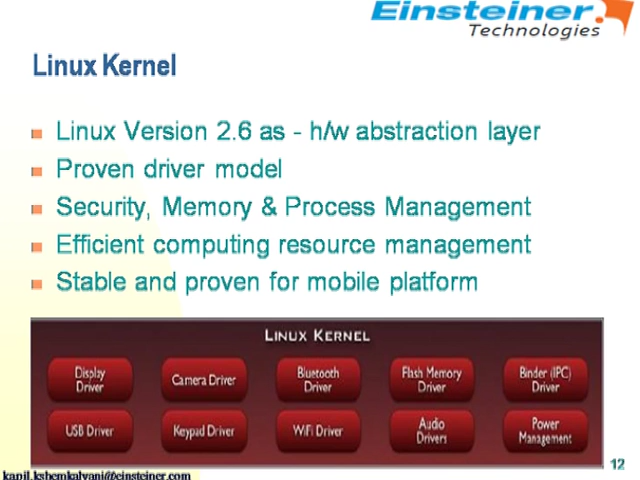 Einsteiner
Technologies
Linux Kernel
Linux Version 2.6 as - h/w abstraction layer
Proven driver model
Security, Memory & Process Management
Efficient computing resource management
Stable and proven for mobile platform
LINUX KERNEL
Display Driver
Camera Driver
Bluetooth Driver
Flash Memory Driver
Binder (IPC) Driver
USB Driver
Keypad Driver
WiFi Driver
Audio Drivers
Power Management
12
kapil.kshemkalyani@einsteiner.com